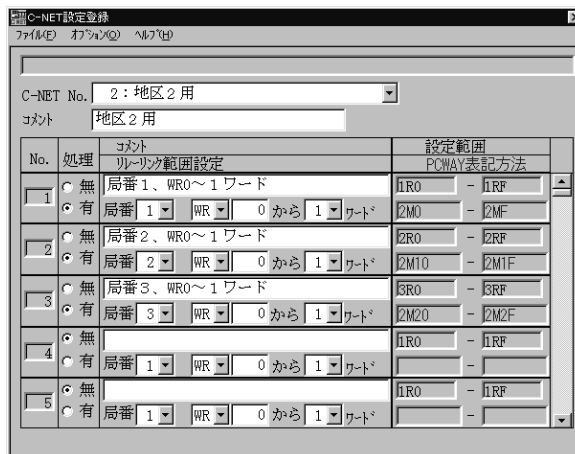 C-NET設定登録
ファイル(F) オプション(O) ヘルプ(H)
C-NET No. 2：地区２用
コメント 地区２用
No. 処理 コメント 設定範囲
リレーリンク範囲設定 PCWAY表記方法
1 無 局番１、WR0～１ワード 1R0 - 1RF
有 局番 1 WR 0 から 1 ワード 2M0 - 2MF
2 無 局番２、WR0～１ワード 2R0 - 2RF
有 局番 2 WR 0 から 1 ワード 2M10 - 2M1F
3 無 局番３、WR0～１ワード 3R0 - 3RF
有 局番 3 WR 0 から 1 ワード 2M20 - 2M2F
4 無 1R0 - 1RF
有 局番 1 WR 0 から 1 ワード -
5 無 1R0 - 1RF
有 局番 1 WR 0 から 1 ワード -